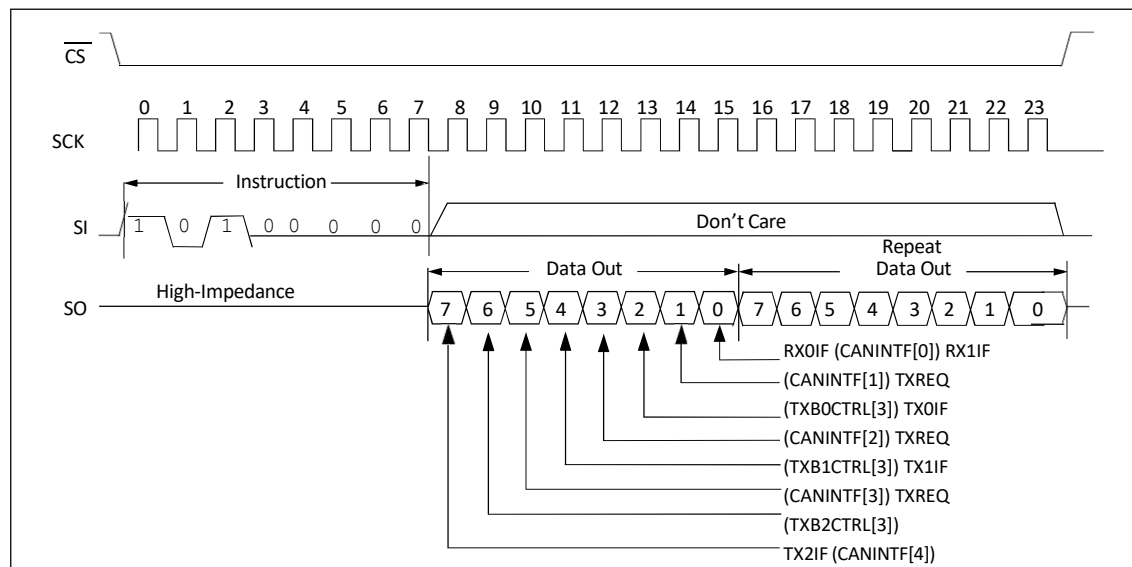 CS
0 1 2 3 4 5 6 7 8 9 10 11 12 13 14 15 16 17 18 19 20 21 22 23
SCK
Instruction
SI 1 0 1 0 0 0 0 0 Don't Care
Repeat
Data Out Data Out
High-Impedance
SO 7 6 5 4 3 2 1 0 7 6 5 4 3 2 1 0
RX0IF (CANINTF[0]) RX1IF
(CANINTF[1]) TXREQ
(TXB0CTRL[3]) TX0IF
(CANINTF[2]) TXREQ
(TXB1CTRL[3]) TX1IF
(CANINTF[3]) TXREQ
(TXB2CTRL[3])
TX2IF (CANINTF[4])